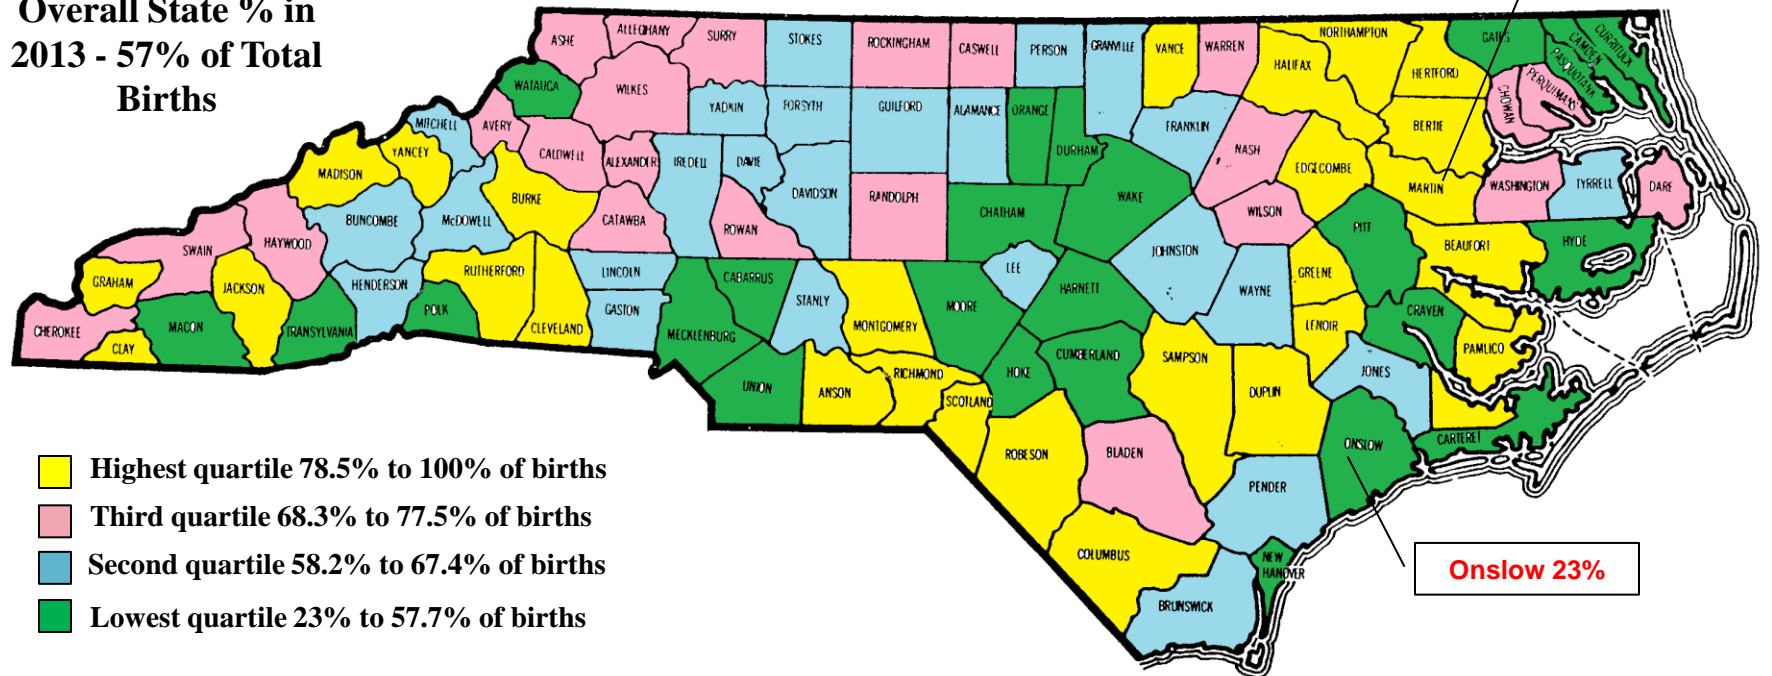 Overall State % in
2013 - 57% of Total
Births
ASHE
ALLEGHANY
SURRY
STOKES
ROCKINGHAM
CASWELL
PERSON
GRANVILLE
VANCE
WARREN
NORTHAMPTON
HALIFAX
HERTFORD
GATES
CURRITUCK
CAMDEN
PASQUOTANK
PERQUIMANS
CHOWAN
BERTIE
WATAUGA
WILKES
YADKIN
FORSYTH
GUILFORD
ALAMANCE
ORANGE
DURHAM
FRANKLIN
NASH
EDGECOMBE
MARTIN
WASHINGTON
TYRRELL
DARE
MITCHELL
AVERY
YANCEY
MADISON
CALDWELL
ALEXANDER
IREDELL
DAVIE
DAVIDSON
RANDOLPH
CHATHAM
WAKE
WILSON
PITT
BEAUFORT
HYDE
BURKE
McDOWELL
BUNCOMBE
CATAWBA
ROWAN
JOHNSTON
HAYWOOD
SWAIN
GRAHAM
JACKSON
HENDERSON
RUTHERFORD
LINCOLN
GASTON
CABARRUS
STANLY
LEE
HARNETT
WAYNE
GREENE
LENOIR
CRAVEN
PAMLICO
CHEROKEE
CLAY
MACON
TRANSYLVANIA
POLK
CLEVELAND
MECKLENBURG
MONTGOMERY
MOORE
UNION
ANSON
RICHMOND
SCOTLAND
HOKE
CUMBERLAND
SAMPSON
DUPLIN
JONES
ONSLOW
CARTERET
ROBESON
BLADEN
PENDER
COLUMBUS
NEW
HANOVER
BRUNSWICK
Highest quartile 78.5% to 100% of births
Third quartile 68.3% to 77.5% of births
Second quartile 58.2% to 67.4% of births
Lowest quartile 23% to 57.7% of births
Onslow 23%